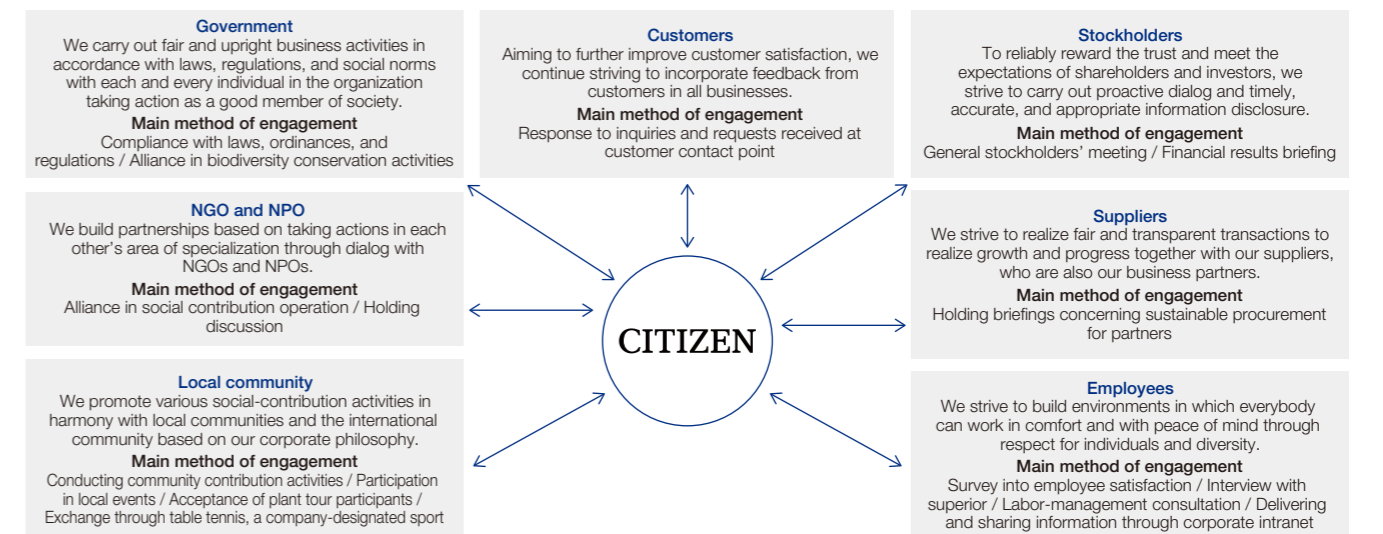 Government
We carry out fair and upright business activities in
accordance with laws, regulations, and social norms
with each and every individual in the organization
taking action as a good member of society.
Main method of engagement
Compliance with laws, ordinances, and
regulations / Alliance in biodiversity conservation activities
Customers
Aiming to further improve customer satisfaction, we
continue striving to incorporate feedback from
customers in all businesses.
Main method of engagement
Response to inquiries and requests received at
customer contact point
Stockholders
To reliably reward the trust and meet the
expectations of shareholders and investors, we
strive to carry out proactive dialog and timely,
accurate, and appropriate information disclosure.
Main method of engagement
General stockholders’ meeting / Financial results briefing
NGO and NPO
We build partnerships based on taking actions in each
other’s area of specialization through dialog with
NGOs and NPOs.
Main method of engagement
Alliance in social contribution operation / Holding
discussion
CITIZEN
Suppliers
We strive to realize fair and transparent transactions to
realize growth and progress together with our suppliers,
who are also our business partners.
Main method of engagement
Holding briefings concerning sustainable procurement
for partners
Local community
We promote various social-contribution activities in
harmony with local communities and the international
community based on our corporate philosophy.
Main method of engagement
Conducting community contribution activities / Participation
in local events / Acceptance of plant tour participants /
Exchange through table tennis, a company-designated sport
Employees
We strive to build environments in which everybody
can work in comfort and with peace of mind through
respect for individuals and diversity.
Main method of engagement
Survey into employee satisfaction / Interview with
superior / Labor-management consultation / Delivering
and sharing information through corporate intranet